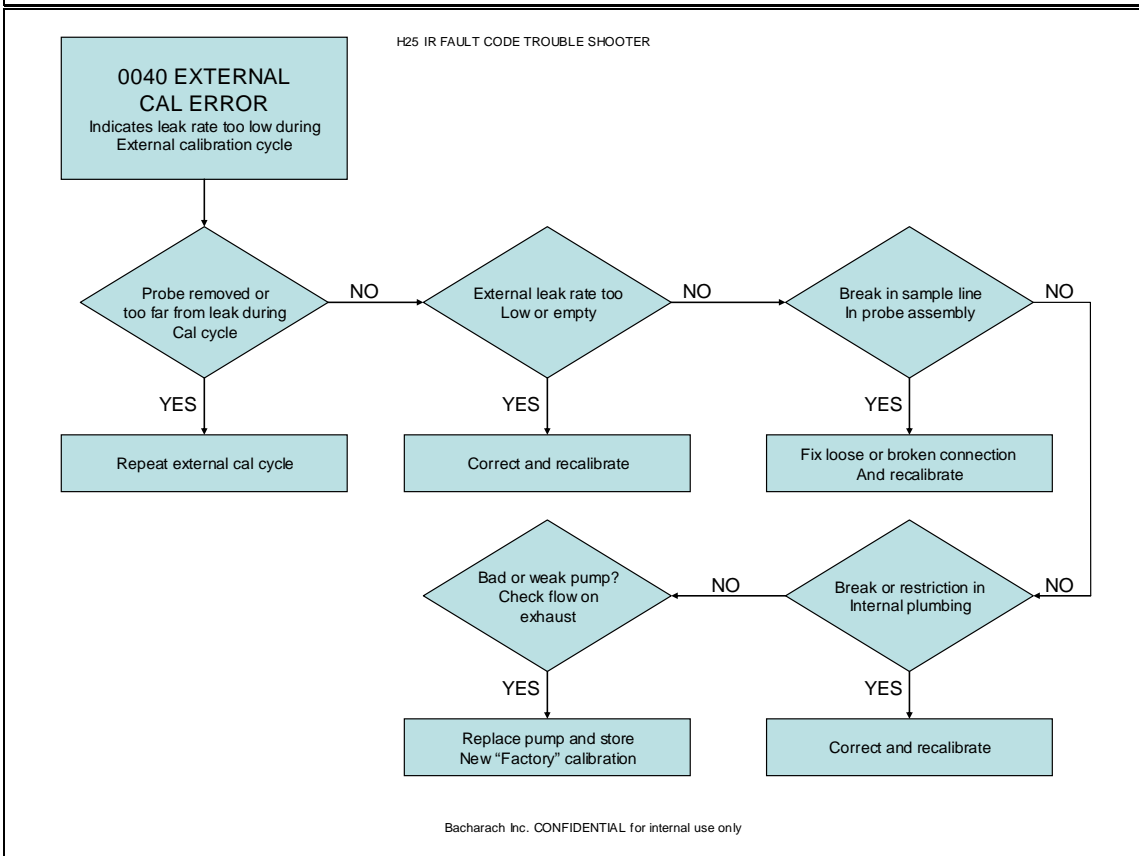 H25 IR FAULT CODE TROUBLE SHOOTER
0040 EXTERNAL
CAL ERROR
Indicates leak rate too low during
External calibration cycle
Probe removed or
too far from leak during
Cal cycle
NO
External leak rate too
Low or empty
NO
Break in sample line
In probe assembly
NO
YES
YES
YES
Repeat external cal cycle
Correct and recalibrate
Fix loose or broken connection
And recalibrate
Bad or weak pump?
Check flow on
exhaust
NO
Break or restriction in
Internal plumbing
NO
YES
YES
Replace pump and store
New “Factory” calibration
Correct and recalibrate
Bacharach Inc. CONFIDENTIAL for internal use only